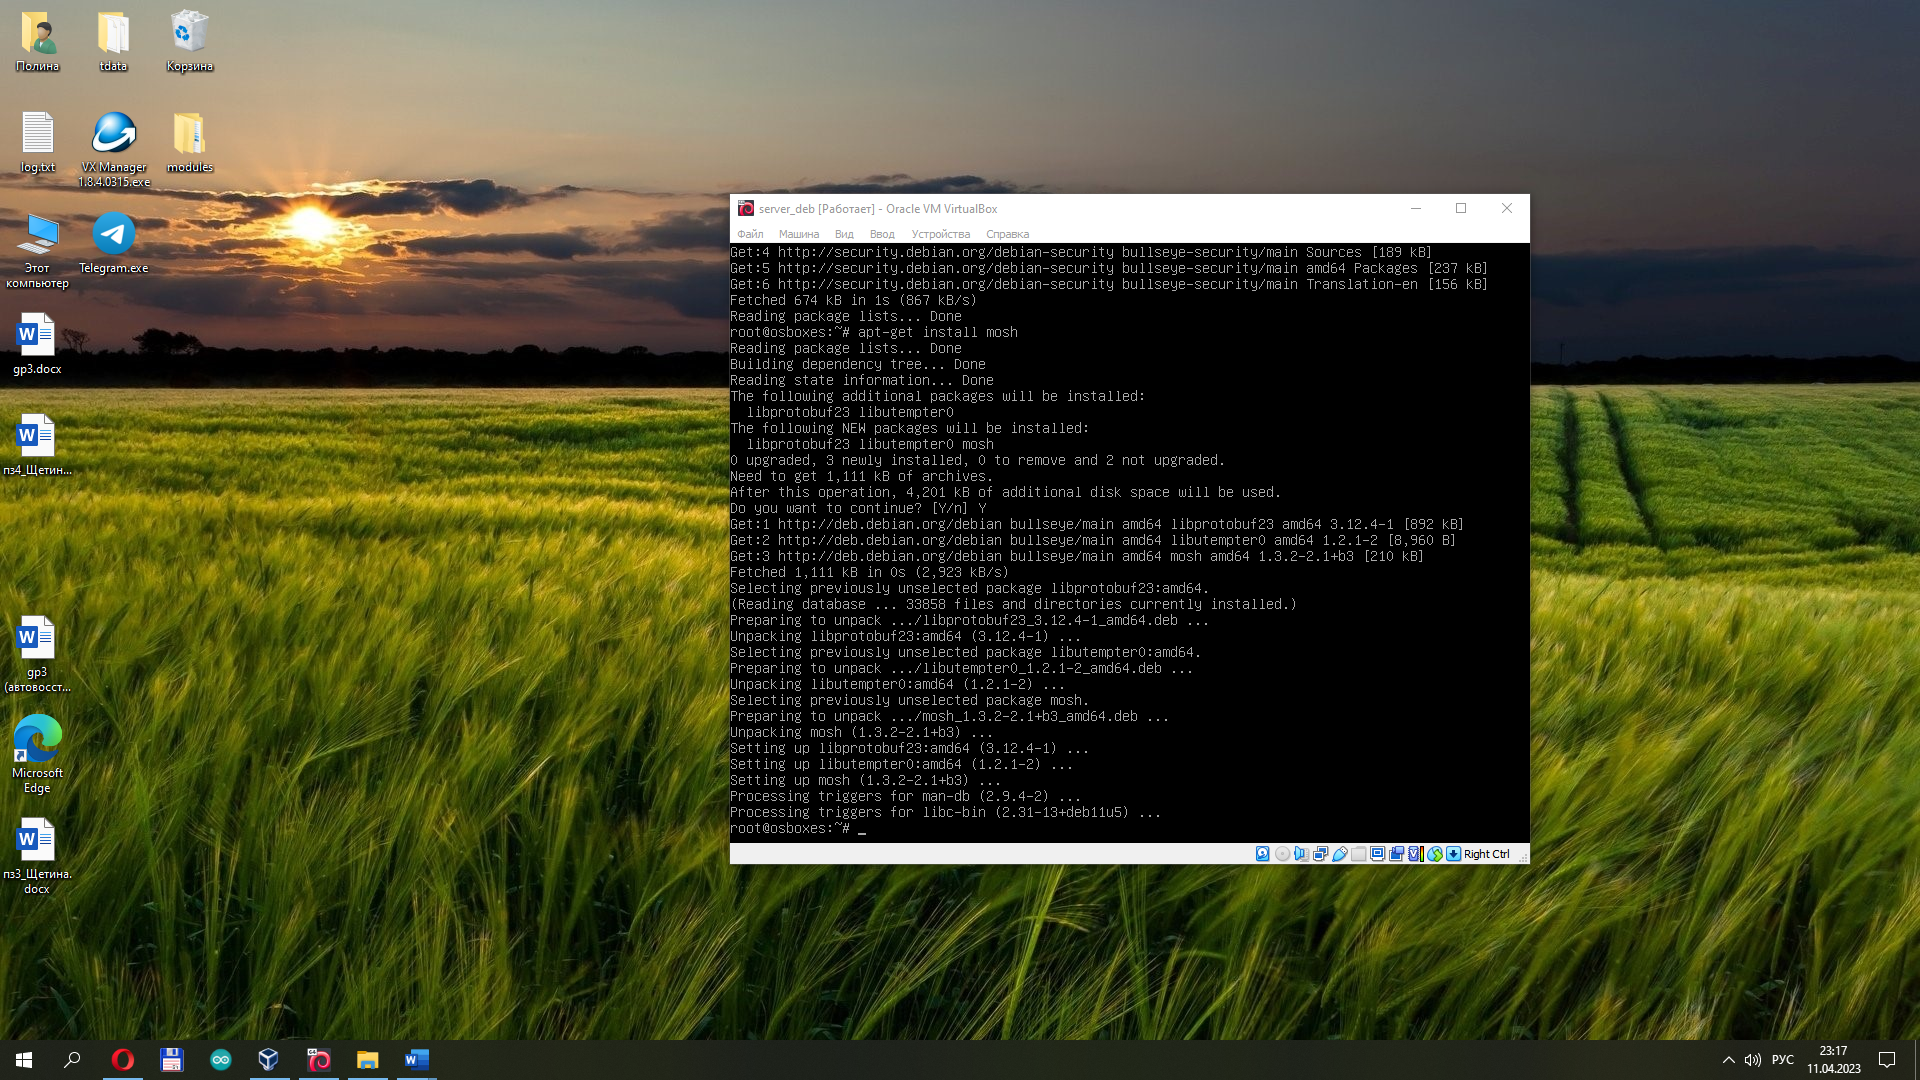 Полина
tdata
Корзина
log.txt
VX Manager
1.8.4.0315.exe
modules
Этот
компьютер
Telegram.exe
gp3.docx
пз4_Щетин...
gp3
(автовосст...
Microsoft
Edge
пз3_Щетина.
docx
server_deb [Работает] - Oracle VM VirtualBox
Файл Машина Вид Ввод Устройства Справка
Get:4 http://security.debian.org/debian-security bullseye-security/main Sources [189 kB]
Get:5 http://security.debian.org/debian-security bullseye-security/main amd64 Packages [237 kB]
Get:6 http://security.debian.org/debian-security bullseye-security/main Translation-en [156 kB]
Fetched 674 kB in 1s (867 kB/s)
Reading package lists... Done
root@osboxes:~# apt-get install mosh
Reading package lists... Done
Building dependency tree... Done
Reading state information... Done
The following additional packages will be installed:
libprotobuf23 libutempter0
The following NEW packages will be installed:
libprotobuf23 libutempter0 mosh
0 upgraded, 3 newly installed, 0 to remove and 2 not upgraded.
Need to get 1,111 kB of archives.
After this operation, 4,201 kB of additional disk space will be used.
Do you want to continue? [Y/n] Y
Get:1 http://deb.debian.org/debian bullseye/main amd64 libprotobuf23 amd64 3.12.4-1 [892 kB]
Get:2 http://deb.debian.org/debian bullseye/main amd64 libutempter0 amd64 1.2.1-2 [8,960 B]
Get:3 http://deb.debian.org/debian bullseye/main amd64 mosh amd64 1.3.2-2.1+b3 [210 kB]
Fetched 1,111 kB in 0s (2,923 kB/s)
Selecting previously unselected package libprotobuf23:amd64.
(Reading database ... 33858 files and directories currently installed.)
Preparing to unpack .../libprotobuf23_3.12.4-1_amd64.deb ...
Unpacking libprotobuf23:amd64 (3.12.4-1) ...
Selecting previously unselected package libutempter0:amd64.
Preparing to unpack .../libutempter0_1.2.1-2_amd64.deb ...
Unpacking libutempter0:amd64 (1.2.1-2) ...
Selecting previously unselected package mosh.
Preparing to unpack .../mosh_1.3.2-2.1+b3_amd64.deb ...
Unpacking mosh (1.3.2-2.1+b3) ...
Setting up libprotobuf23:amd64 (3.12.4-1) ...
Setting up libutempter0:amd64 (1.2.1-2) ...
Setting up mosh (1.3.2-2.1+b3) ...
Processing triggers for man-db (2.9.4-2) ...
Processing triggers for libc-bin (2.31-13+deb11u5) ...
root@osboxes:~# _
Right Ctrl
РУС
23:17
11.04.2023